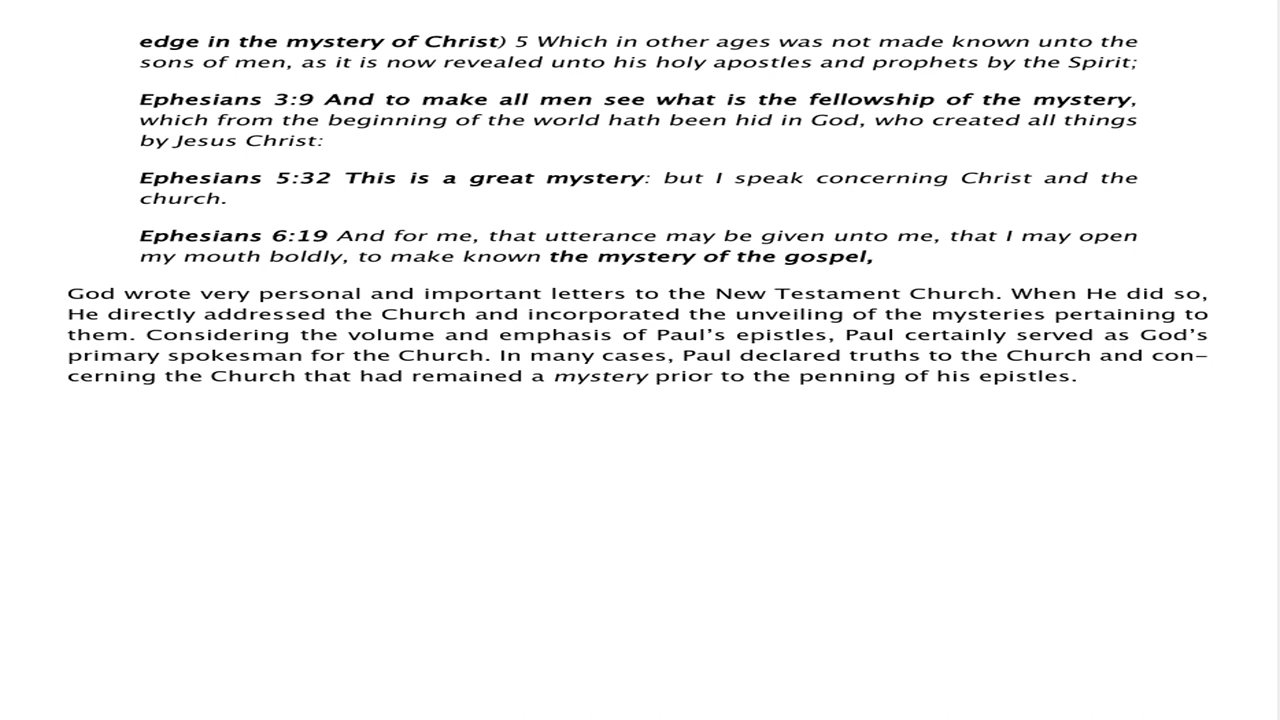 edge in the mystery of Christ) 5 Which in other ages was not made known unto the
sons of men, as it is now revealed unto his holy apostles and prophets by the Spirit;
Ephesians 3:9 And to make all men see what is the fellowship of the mystery,
which from the beginning of the world hath been hid in God, who created all things
by Jesus Christ:
Ephesians 5:32 This is a great mystery: but I speak concerning Christ and the
church.
Ephesians 6:19 And for me, that utterance may be given unto me, that I may open
my mouth boldly, to make known the mystery of the gospel,
God wrote very personal and important letters to the New Testament Church. When He did so,
He directly addressed the Church and incorporated the unveiling of the mysteries pertaining to
them. Considering the volume and emphasis of Paul's epistles, Paul certainly served as God's
primary spokesman for the Church. In many cases, Paul declared truths to the Church and con-
cerning the Church that had remained a mystery prior to the penning of his epistles.